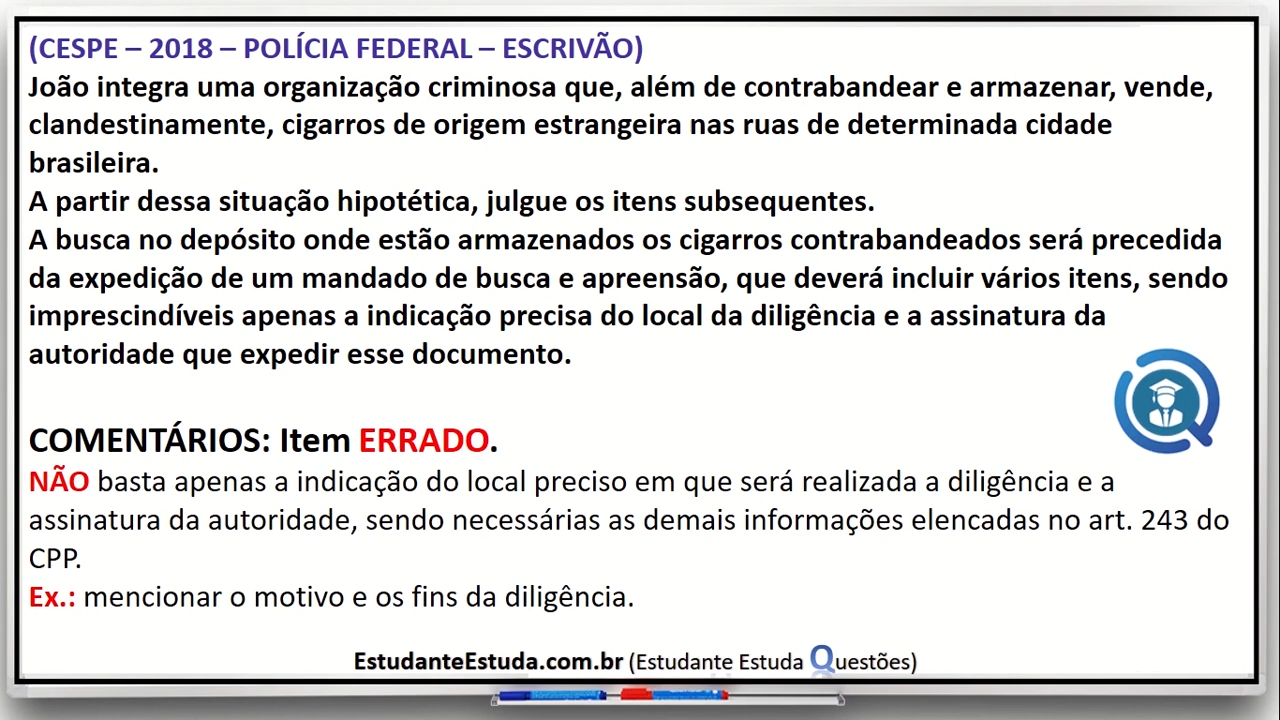 (CESPE – 2018 – POLÍCIA FEDERAL – ESCRIVÃO)
João integra uma organização criminosa que, além de contrabandear e armazenar, vende,
clandestinamente, cigarros de origem estrangeira nas ruas de determinada cidade
brasileira.
A partir dessa situação hipotética, julgue os itens subsequentes.
A busca no depósito onde estão armazenados os cigarros contrabandeados será precedida
da expedição de um mandado de busca e apreensão, que deverá incluir vários itens, sendo
imprescindíveis apenas a indicação precisa do local da diligência e a assinatura da
autoridade que expedir esse documento.
COMENTÁRIOS: Item ERRADO.
NÃO basta apenas a indicação do local preciso em que será realizada a diligência e a
assinatura da autoridade, sendo necessárias as demais informações elencadas no art. 243 do
CPP.
Ex.: mencionar o motivo e os fins da diligência.
EstudanteEstuda.com.br (Estudante Estuda Questões)